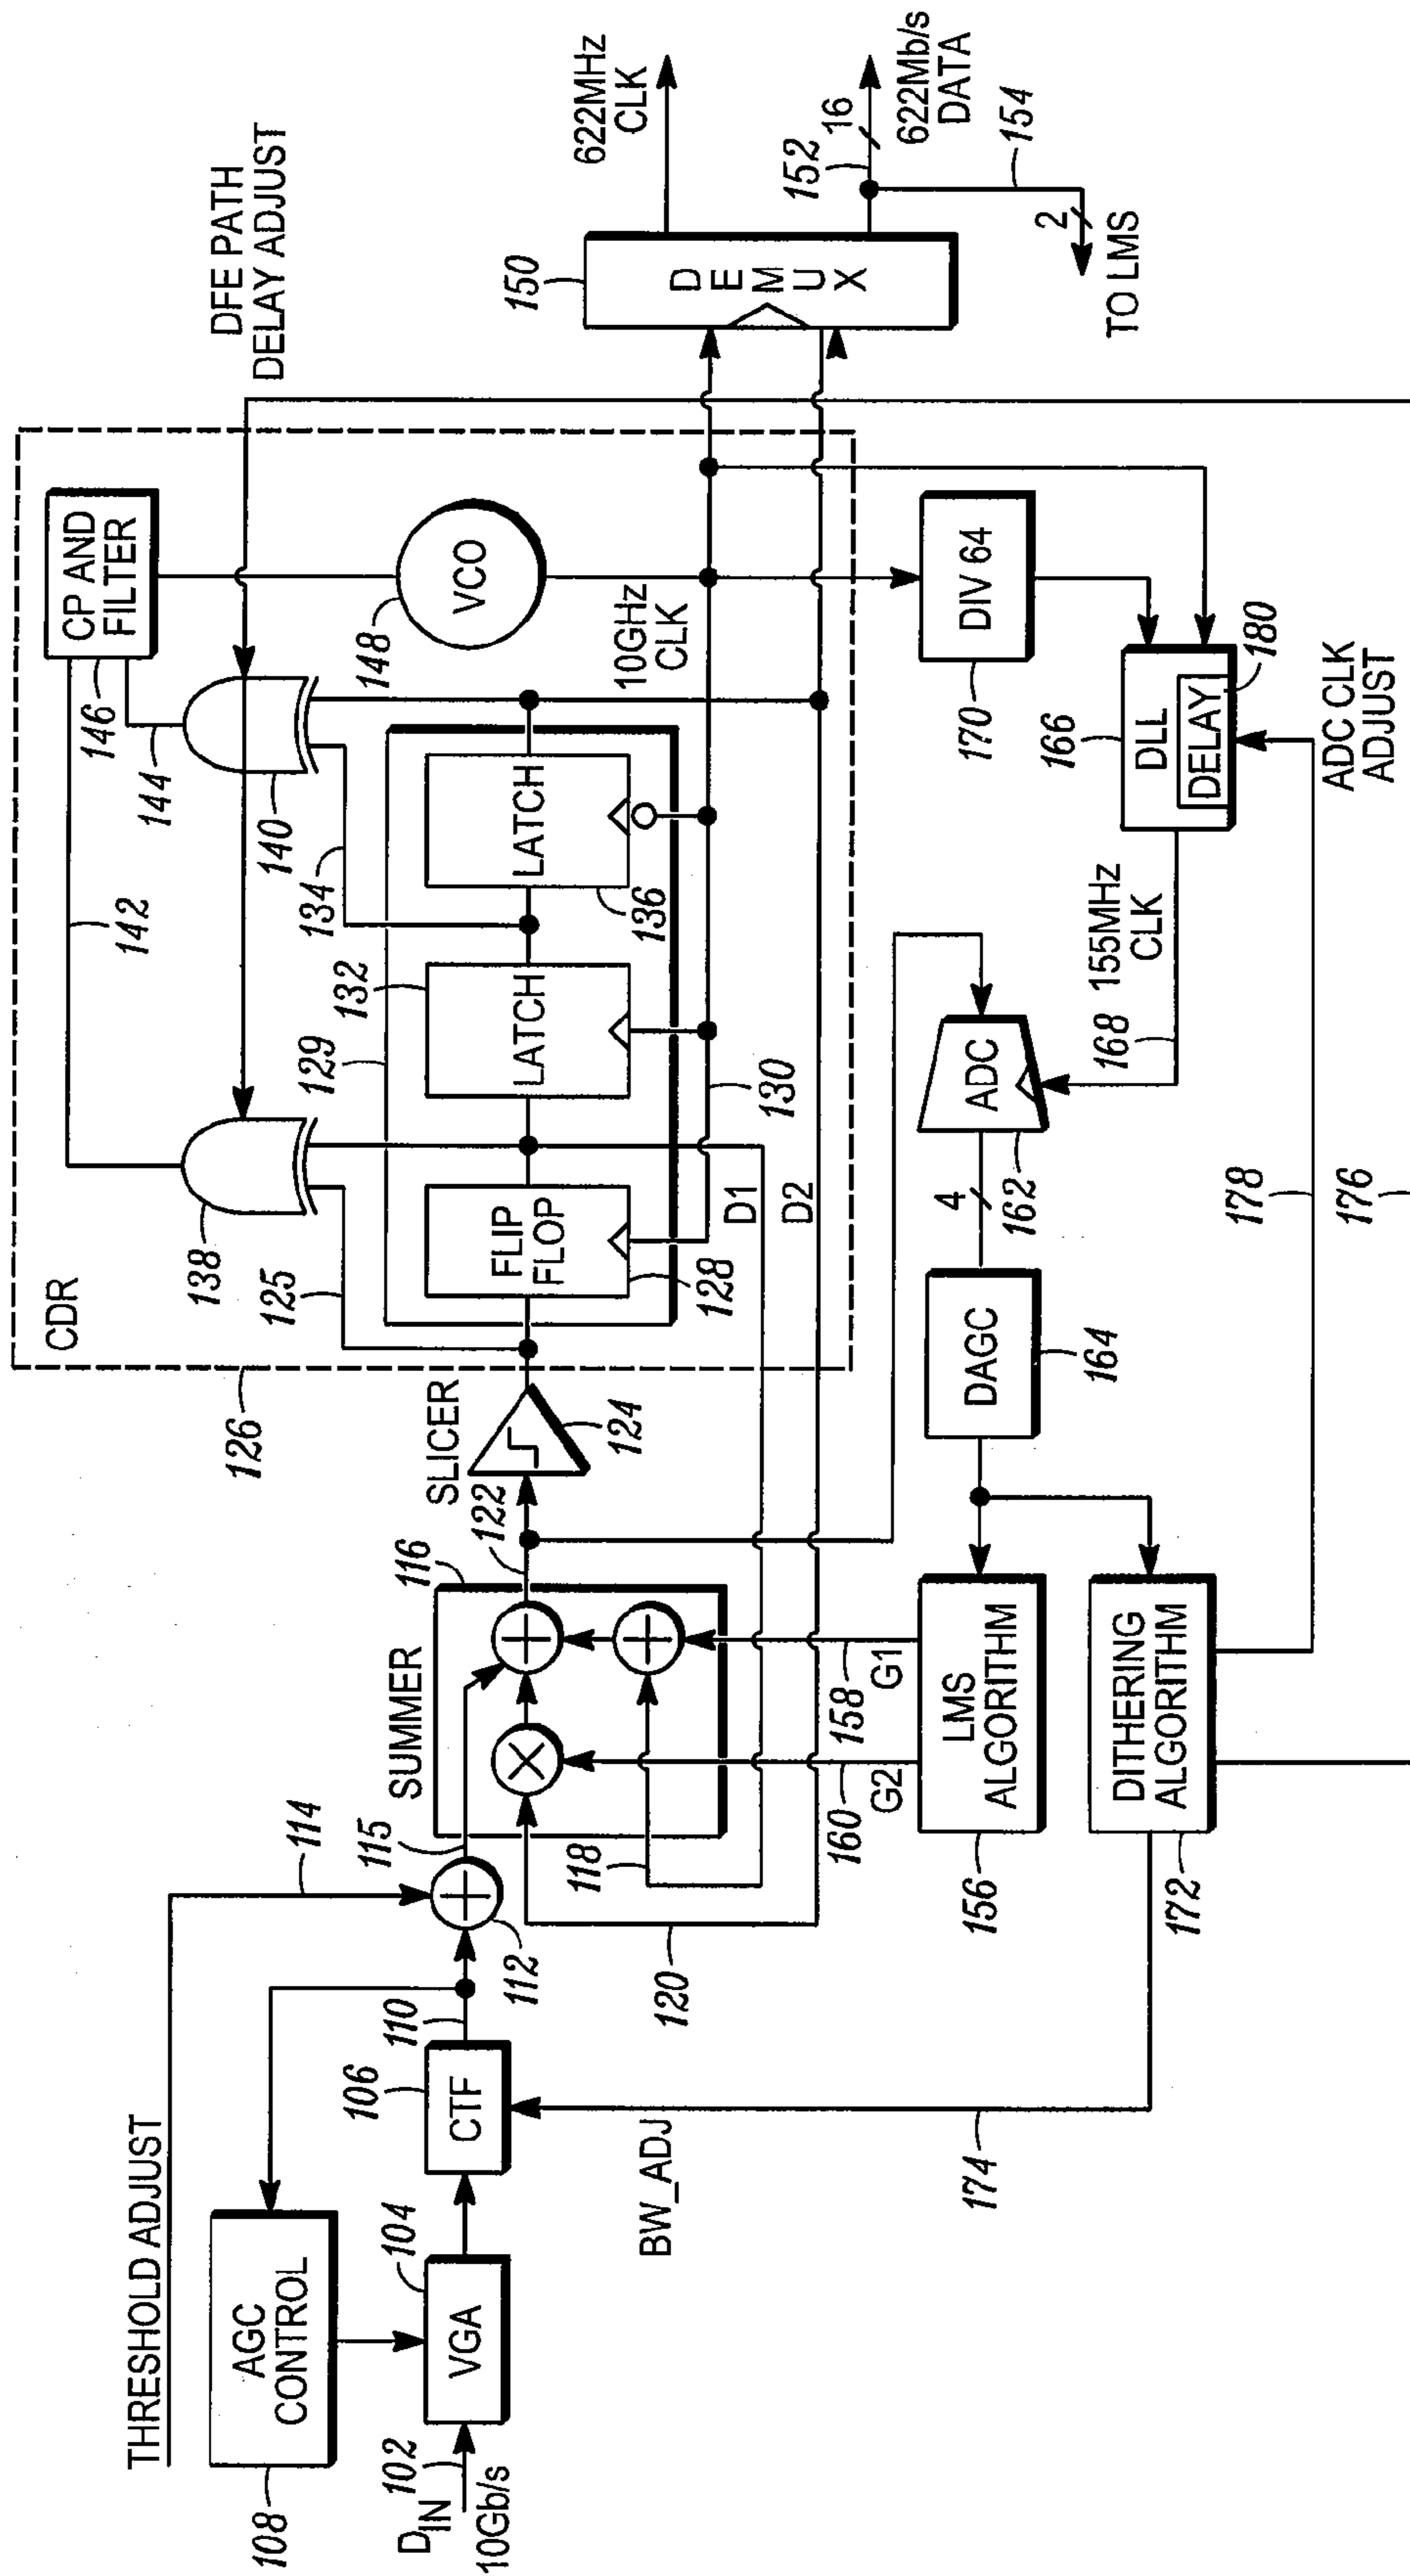 THRESHOLD ADJUST
108
AGC
CONTROL
D_IN 102
10Gb/s
VGA
104
CTF
106
110
112
114
115
BW_ADJ
174
SUMMER
116
118
120
122
SLICER
124
126
CDR
125
138
142
FLIP
FLOP
128
129
LATCH
132
134
LATCH
136
140
144
146
CP AND
FILTER
148
VCO
10GHz
CLK
130
D1
D2
DFE PATH
DELAY ADJUST
150
DEMUX
622MHz
CLK
152
16
622Mb/s
DATA
2
154
TO LMS
G1
158
G2
160
LMS
ALGORITHM
156
DITHERING
ALGORITHM
172
DAGC
164
4
162
ADC
168
155MHz
CLK
166
DLL
DELAY
180
ADC CLK
ADJUST
DIV 64
170
178
176